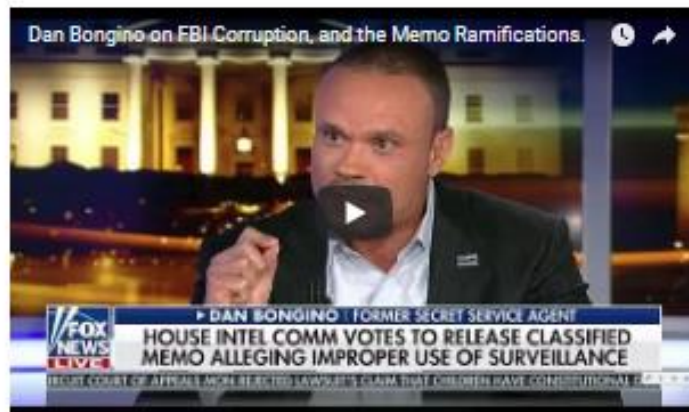 Dan Bongino on FBI Corruption, and the Memo Ramifications.
DAN BONGINO | FORMER SECRET SERVICE AGENT
FOX
NEWS
LIVE
HOUSE INTEL COMM VOTES TO RELEASE CLASSIFIED
MEMO ALLEGING IMPROPER USE OF SURVEILLANCE
COURT OF APPEALS MON REJECTED LAWSUIT'S CLAIM THAT CHILDREN HAVE CONSTITUTIONAL